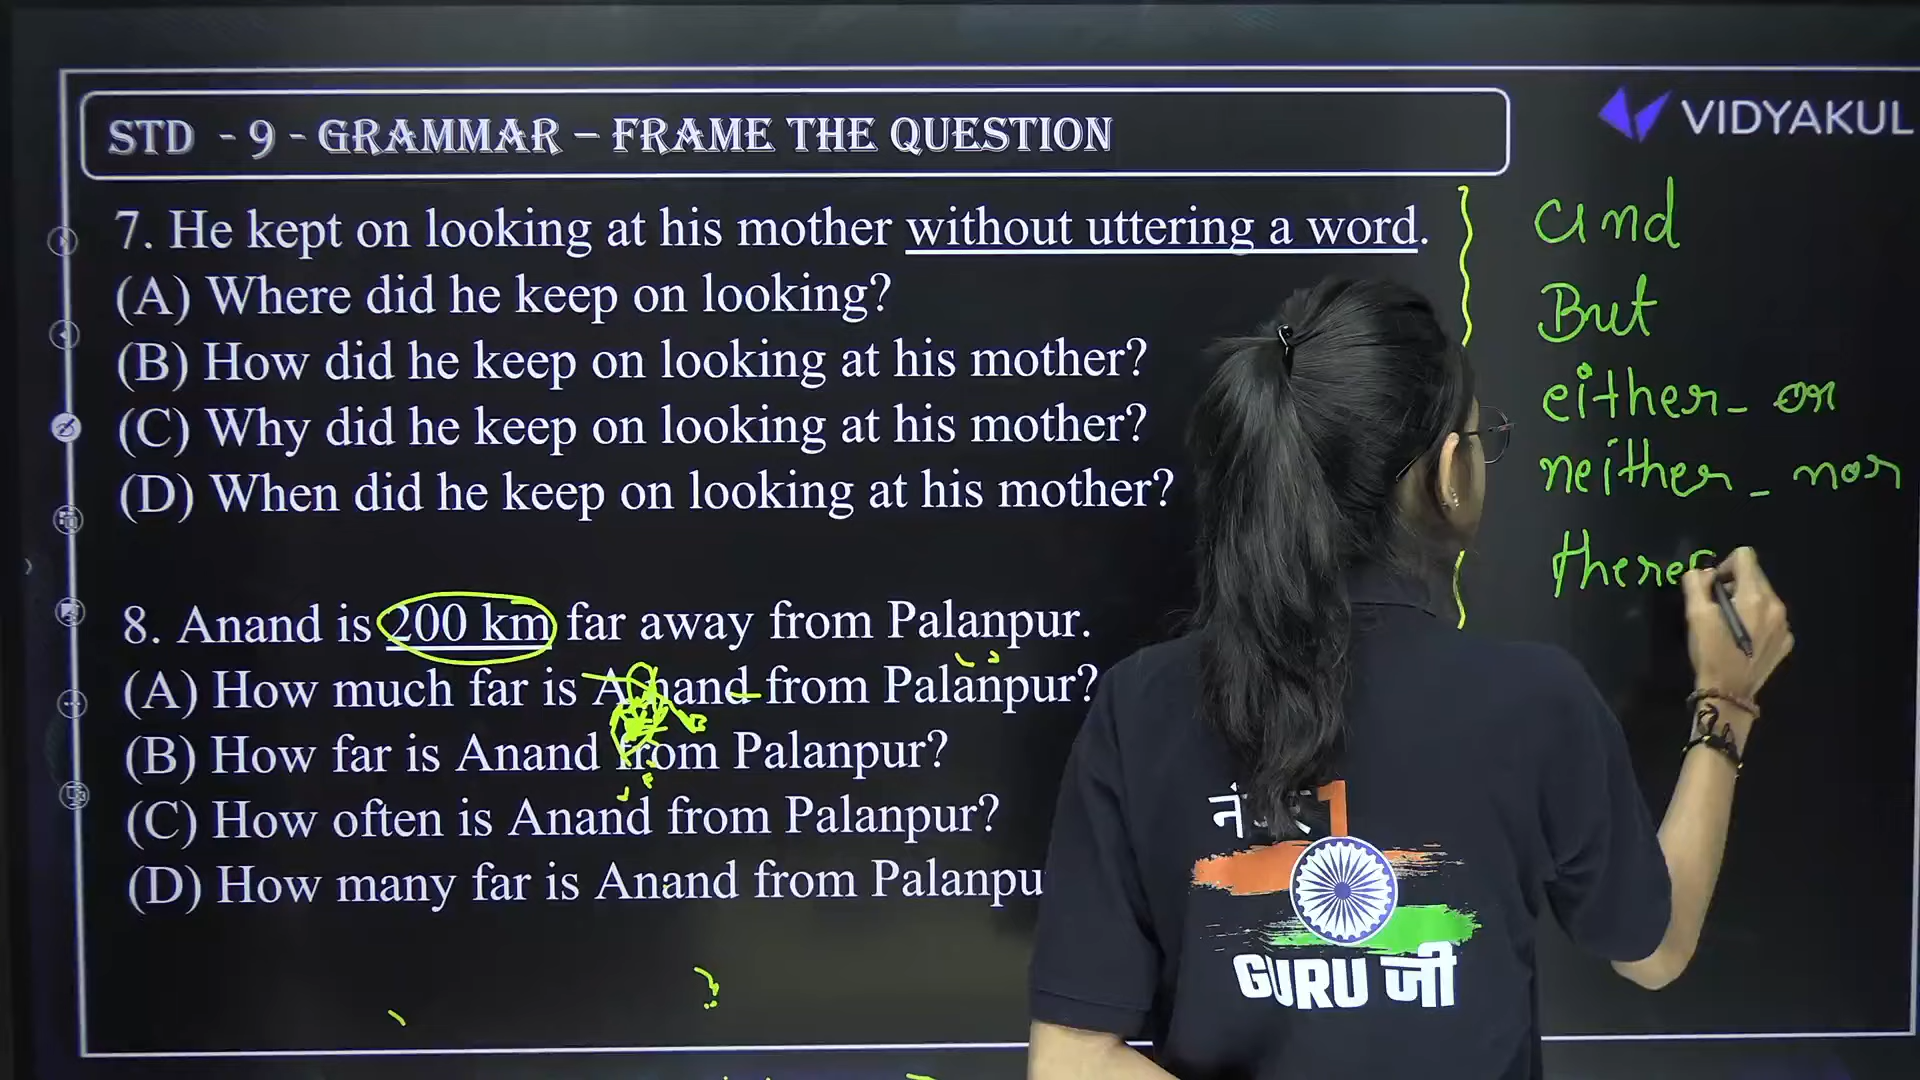 STD - 9 - GRAMMAR – FRAME THE QUESTION
VIDYAKUL
7. He kept on looking at his mother without uttering a word.
(A) Where did he keep on looking?
(B) How did he keep on looking at his mother?
(C) Why did he keep on looking at his mother?
(D) When did he keep on looking at his mother?
8. Anand is 200 km far away from Palanpur.
(A) How much far is Anand from Palanpur?
(B) How far is Anand from Palanpur?
(C) How often is Anand from Palanpur?
(D) How many far is Anand from Palanpu
and
But
either - or
neither - nor
there
1
GURU जी